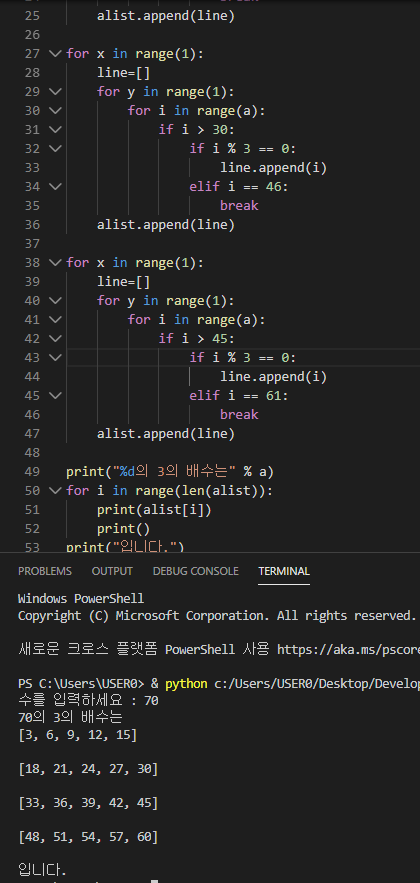 25 alist.append(line)
26
27 for x in range(1):
28 line=[]
29 for y in range(1):
30 for i in range(a):
31 if i > 30:
32 if i % 3 == 0:
33 line.append(i)
34 elif i == 46:
35 break
36 alist.append(line)
37
38 for x in range(1):
39 line=[]
40 for y in range(1):
41 for i in range(a):
42 if i > 45:
43 if i % 3 == 0:
44 line.append(i)
45 elif i == 61:
46 break
47 alist.append(line)
48
49 print("%d의 3의 배수는" % a)
50 for i in range(len(alist)):
51 print(alist[i])
52 print()
53 print("입니다.")
PROBLEMS OUTPUT DEBUG CONSOLE TERMINAL
Windows PowerShell
Copyright (C) Microsoft Corporation. All rights reserved.
새로운 크로스 플랫폼 PowerShell 사용 https://aka.ms/pscore
PS C:\Users\USER0> & python c:/Users/USER0/Desktop/Develop
수를 입력하세요 : 70
70의 3의 배수는
[3, 6, 9, 12, 15]
[18, 21, 24, 27, 30]
[33, 36, 39, 42, 45]
[48, 51, 54, 57, 60]
입니다.